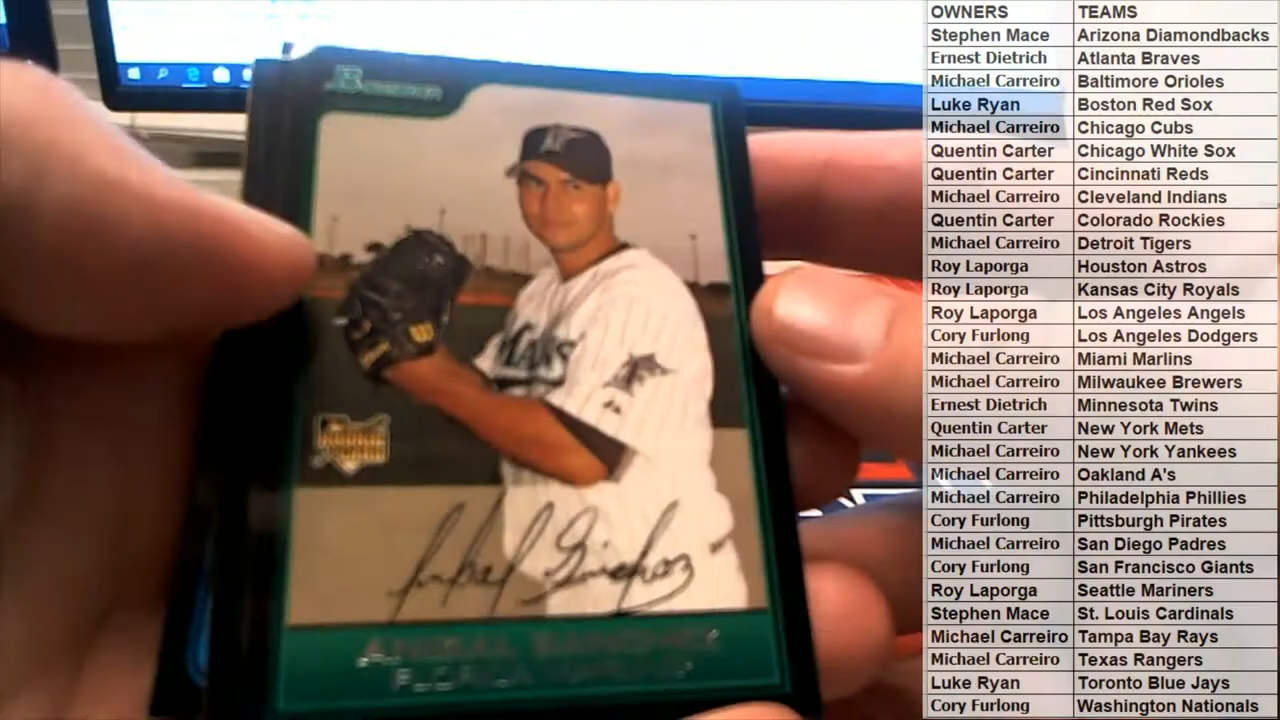 Bowman
ANIBAL SANCHEZ
FLORIDA MARLINS
OWNERS TEAMS
Stephen Mace Arizona Diamondbacks
Ernest Dietrich Atlanta Braves
Michael Carreiro Baltimore Orioles
Luke Ryan Boston Red Sox
Michael Carreiro Chicago Cubs
Quentin Carter Chicago White Sox
Quentin Carter Cincinnati Reds
Michael Carreiro Cleveland Indians
Quentin Carter Colorado Rockies
Michael Carreiro Detroit Tigers
Roy Laporga Houston Astros
Roy Laporga Kansas City Royals
Roy Laporga Los Angeles Angels
Cory Furlong Los Angeles Dodgers
Michael Carreiro Miami Marlins
Michael Carreiro Milwaukee Brewers
Ernest Dietrich Minnesota Twins
Quentin Carter New York Mets
Michael Carreiro New York Yankees
Michael Carreiro Oakland A's
Michael Carreiro Philadelphia Phillies
Cory Furlong Pittsburgh Pirates
Michael Carreiro San Diego Padres
Cory Furlong San Francisco Giants
Roy Laporga Seattle Mariners
Stephen Mace St. Louis Cardinals
Michael Carreiro Tampa Bay Rays
Michael Carreiro Texas Rangers
Luke Ryan Toronto Blue Jays
Cory Furlong Washington Nationals